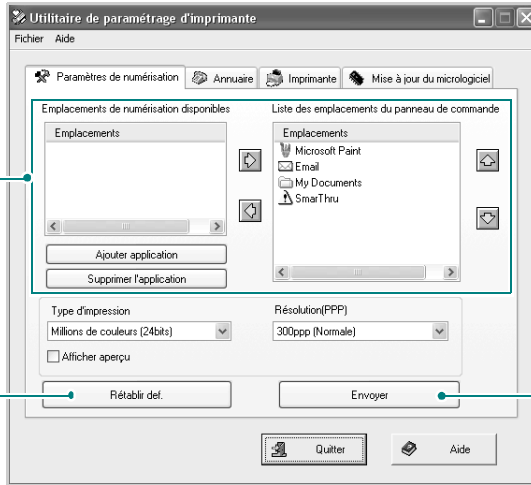 Utilitaire de paramétrage d'imprimante
Fichier Aide
Paramètres de numérisation Annuaire Imprimante Mise à jour du micrologiciel
Emplacements de numérisation disponibles Liste des emplacements du panneau de commande
Emplacements Emplacements
Microsoft Paint
Email
My Documents
SmarThru
Ajouter application
Supprimer l'application
Type d'impression Résolution(PPP)
Millions de couleurs (24bits) 300ppp (Normale)
Afficher aperçu
Rétablir def. Envoyer
Quitter Aide